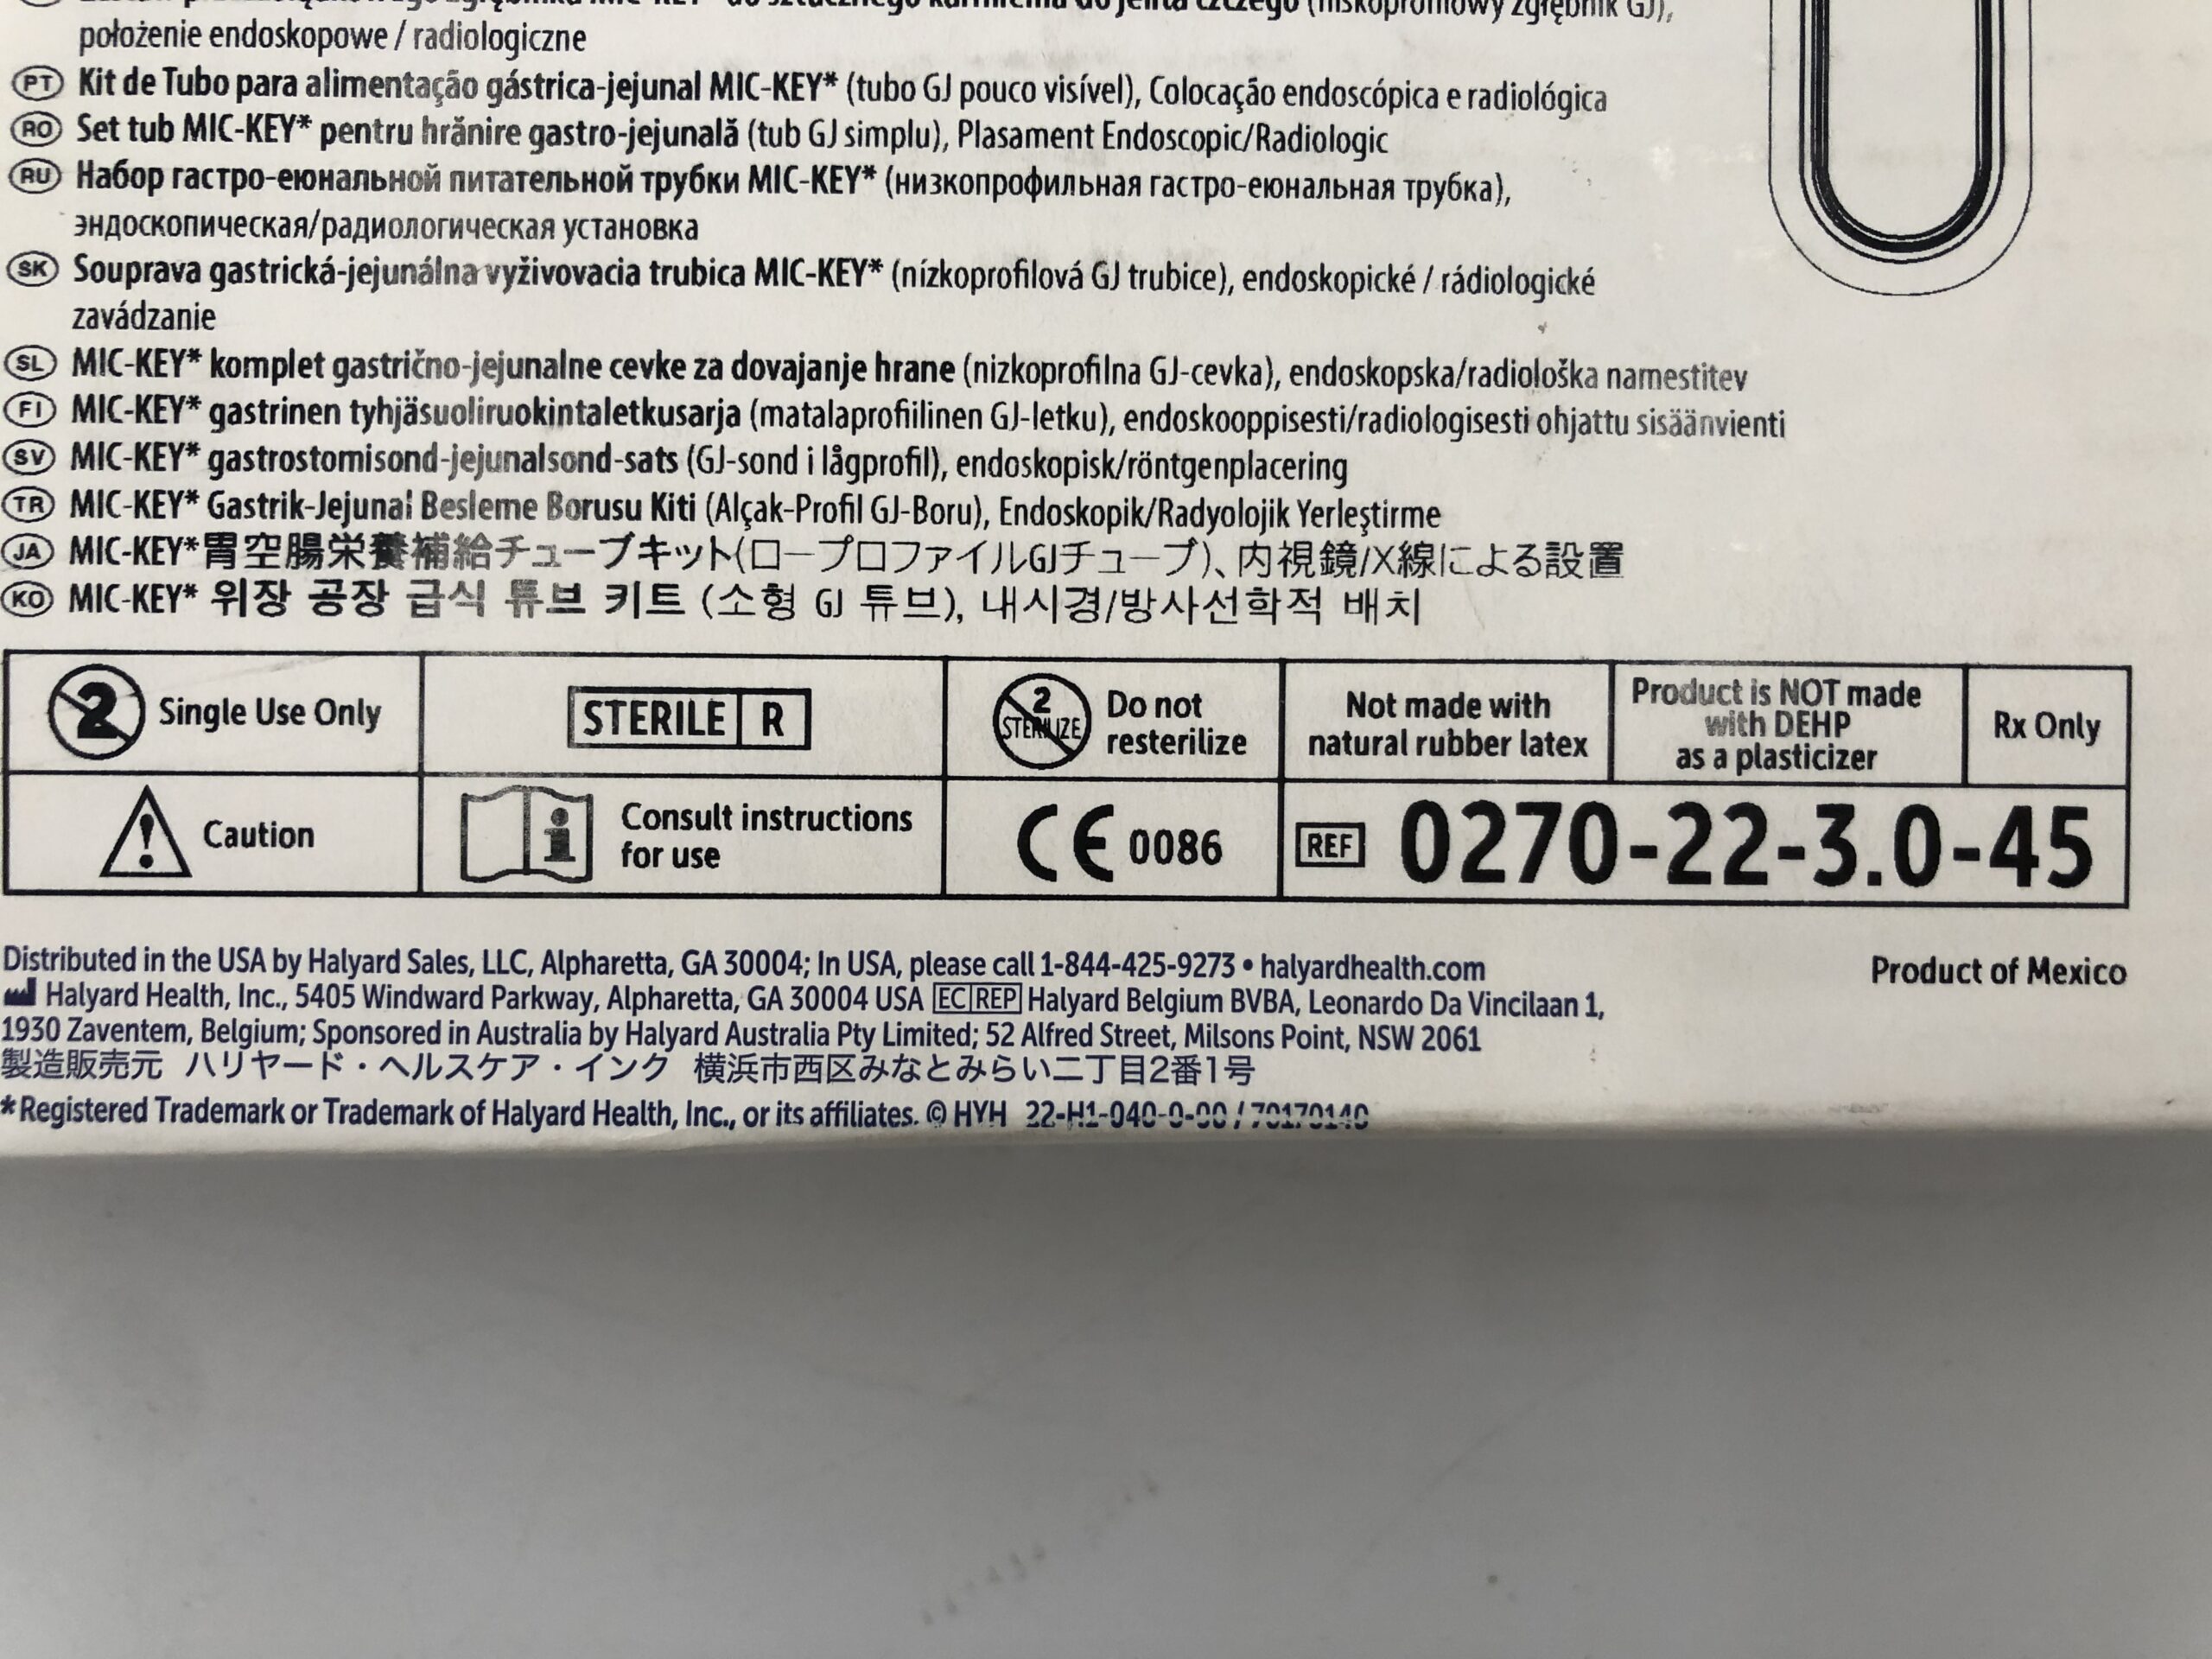 MIC-KEY* do sztucznego karmienia do jelita czczego (niskoprofilowy zgłębnik GJ),
położenie endoskopowe / radiologiczne
PT Kit de Tubo para alimentação gástrica-jejunal MIC-KEY* (tubo GJ pouco visível), Colocação endoscópica e radiológica
RO Set tub MIC-KEY* pentru hrănire gastro-jejunală (tub GJ simplu), Plasament Endoscopic/Radiologic
RU Набор гастро-еюнальной питательной трубки MIC-KEY* (низкопрофильная гастро-еюнальная трубка),
эндоскопическая/радиологическая установка
SK Souprava gastrická-jejunálna vyživovacia trubica MIC-KEY* (nízkoprofilová GJ trubice), endoskopické / rádiologické
zavádzanie
SL MIC-KEY* komplet gastrično-jejunalne cevke za dovajanje hrane (nizkoprofilna GJ-cevka), endoskopska/radiološka namestitev
FI MIC-KEY* gastrinen tyhjäsuoliruokintaletkusarja (matalaprofiilinen GJ-letku), endoskooppisesti/radiologisesti ohjattu sisäänvienti
SV MIC-KEY* gastrostomisond-jejunalsond-sats (GJ-sond i lågprofil), endoskopisk/röntgenplacering
TR MIC-KEY* Gastrik-Jejunal Besleme Borusu Kiti (Alçak-Profil GJ-Boru), Endoskopik/Radyolojik Yerleştirme
JA MIC-KEY*胃空腸栄養補給チューブキット(ロープロファイルGJチューブ)、内視鏡/X線による設置
KO MIC-KEY* 위장 공장 급식 튜브 키트 (소형 GJ 튜브), 내시경/방사선학적 배치
2 Single Use Only
STERILE R
2 STERILIZE Do not
resterilize
Not made with
natural rubber latex
Product is NOT made
with DEHP
as a plasticizer
Rx Only
Caution
Consult instructions
for use
CE 0086
REF 0270-22-3.0-45
Distributed in the USA by Halyard Sales, LLC, Alpharetta, GA 30004; In USA, please call 1-844-425-9273 • halyardhealth.com
Product of Mexico
Halyard Health, Inc., 5405 Windward Parkway, Alpharetta, GA 30004 USA EC REP Halyard Belgium BVBA, Leonardo Da Vincilaan 1,
1930 Zaventem, Belgium; Sponsored in Australia by Halyard Australia Pty Limited; 52 Alfred Street, Milsons Point, NSW 2061
製造販売元 ハリヤード・ヘルスケア・インク 横浜市西区みなとみらい二丁目2番1号
*Registered Trademark or Trademark of Halyard Health, Inc., or its affiliates. © HYH